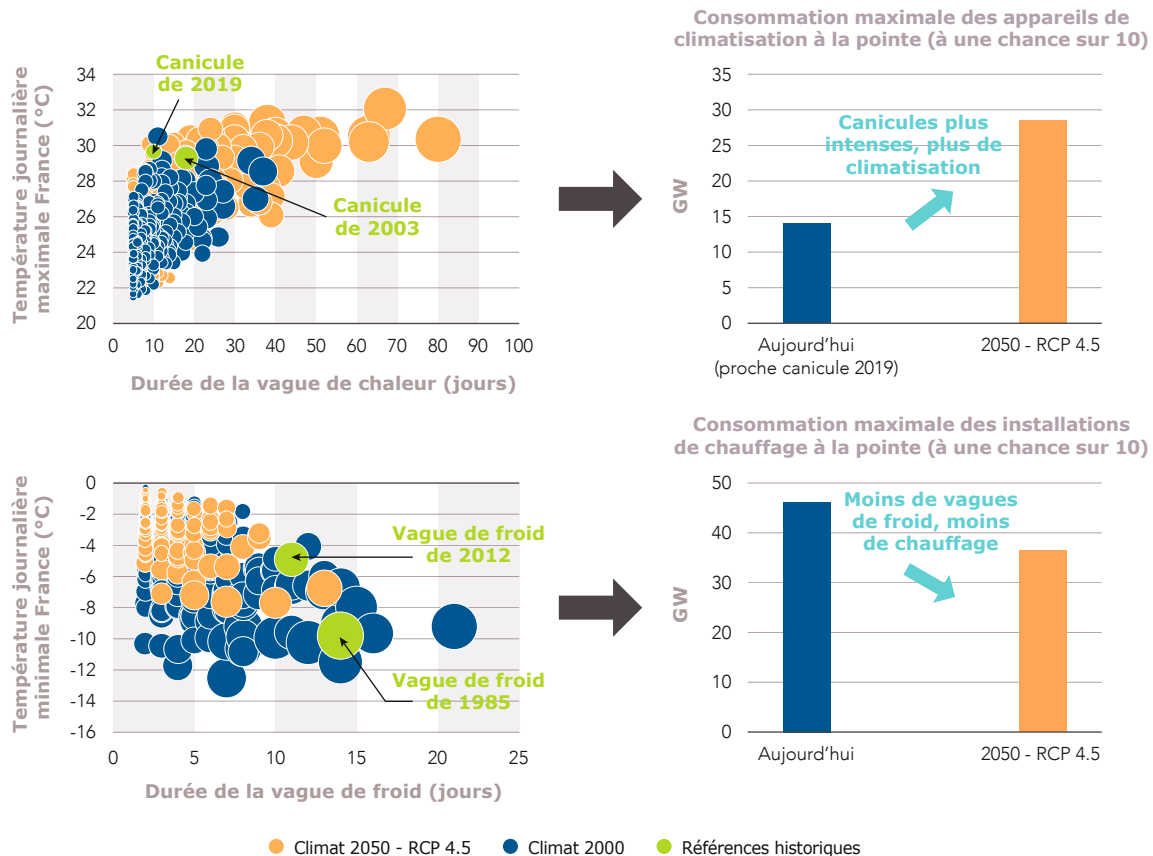 Consommation maximale des appareils de
climatisation à la pointe (à une chance sur 10)
Température journalière
maximale France (°C)
34
32
30
28
26
24
22
20
Canicule
de 2019
Canicule
de 2003
0 10 20 30 40 50 60 70 80 90 100
Durée de la vague de chaleur (jours)
GW
35
30
25
20
15
10
5
0
Canicules plus
intenses, plus de
climatisation
Aujourd'hui
(proche canicule 2019)
2050 - RCP 4.5
Consommation maximale des installations
de chauffage à la pointe (à une chance sur 10)
Température journalière
minimale France (°C)
-0
-2
-4
-6
-8
-10
-12
-14
-16
Vague de froid
de 2012
Vague de froid
de 1985
0 5 10 15 20 25
Durée de la vague de froid (jours)
GW
50
40
30
20
10
0
Moins de vagues
de froid, moins
de chauffage
Aujourd'hui
2050 - RCP 4.5
Climat 2050 - RCP 4.5 Climat 2000 Références historiques